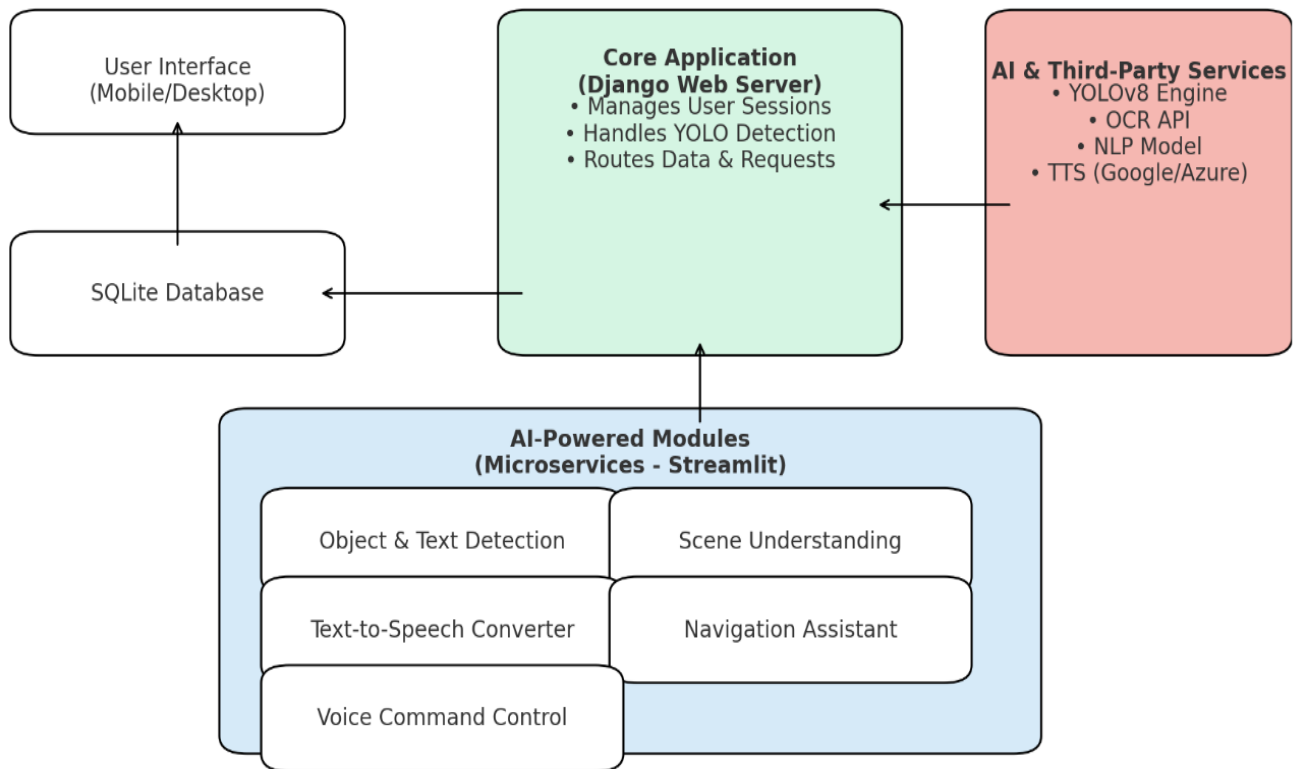 User Interface
(Mobile/Desktop)
SQLite Database
Core Application
(Django Web Server)
• Manages User Sessions
• Handles YOLO Detection
• Routes Data & Requests
AI & Third-Party Services
• YOLOv8 Engine
• OCR API
• NLP Model
• TTS (Google/Azure)
AI-Powered Modules
(Microservices - Streamlit)
Object & Text Detection
Scene Understanding
Text-to-Speech Converter
Navigation Assistant
Voice Command Control